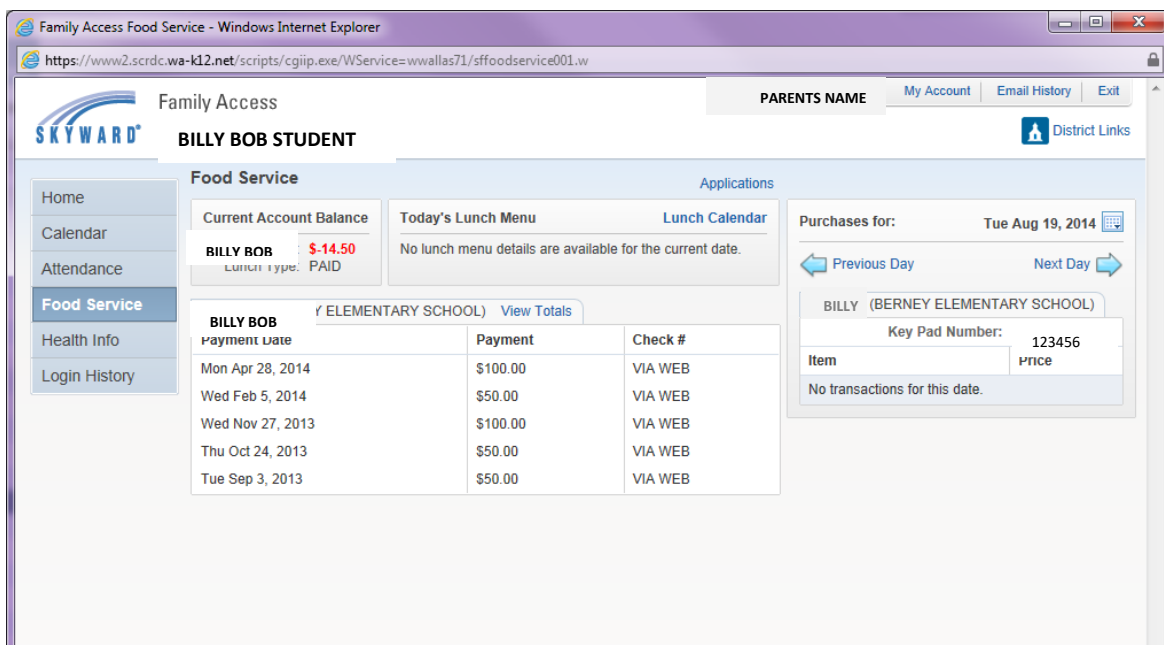 Family Access Food Service - Windows Internet Explorer
https://www2.scrdc.wa-k12.net/scripts/cgiip.exe/WService=wwallas71/sffoodservice001.w
SKYWARD®
Family Access
PARENTS NAME
My Account
Email History
Exit
BILLY BOB STUDENT
District Links
Home
Calendar
Attendance
Food Service
Health Info
Login History
Food Service
Applications
Current Account Balance
BILLY BOB : $-14.50
Lunch Type: PAID
Today's Lunch Menu
Lunch Calendar
No lunch menu details are available for the current date.
BILLY BOB Y ELEMENTARY SCHOOL) View Totals
Payment Date Payment Check #
Mon Apr 28, 2014 $100.00 VIA WEB
Wed Feb 5, 2014 $50.00 VIA WEB
Wed Nov 27, 2013 $100.00 VIA WEB
Thu Oct 24, 2013 $50.00 VIA WEB
Tue Sep 3, 2013 $50.00 VIA WEB
Purchases for: Tue Aug 19, 2014
Previous Day Next Day
BILLY (BERNEY ELEMENTARY SCHOOL)
Key Pad Number: 123456
Item Price
No transactions for this date.